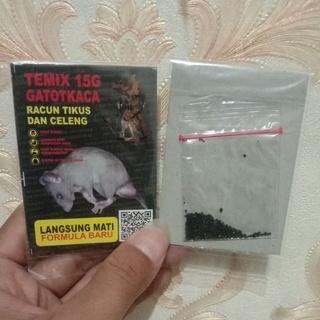 TEMIX 15G
GATOTKACA
RACUN TIKUS
DAN CELENG
LANGSUNG MATI
FORMULA BARU